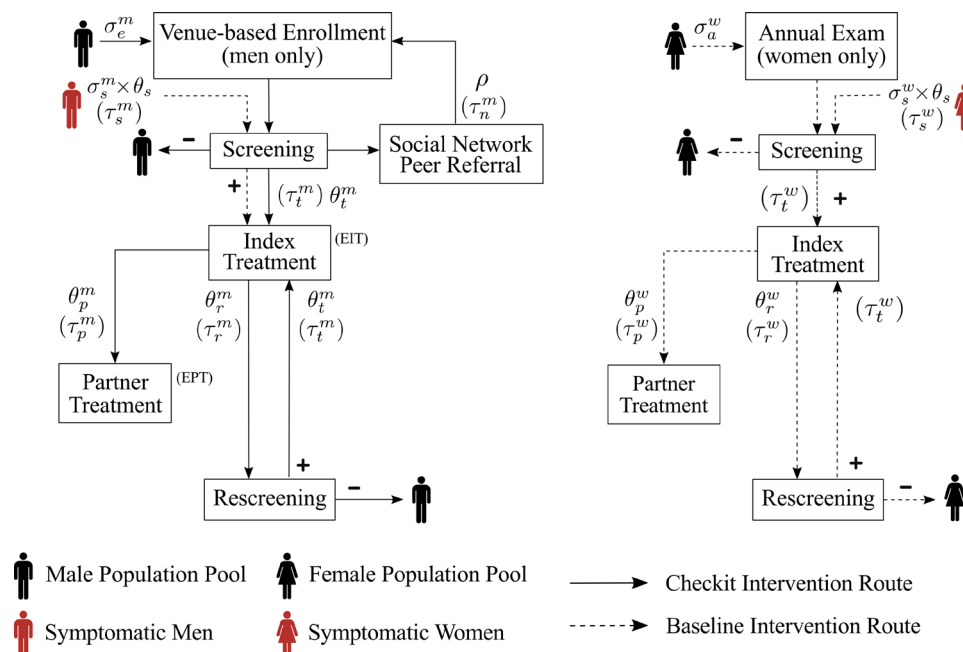 σ_e^m
Venue-based Enrollment
(men only)
σ_s^m × θ_s
(τ_s^m)
ρ
(τ_n^m)
−
Screening
Social Network
Peer Referral
+
(τ_t^m) θ_t^m
Index
Treatment
(EIT)
θ_p^m
(τ_p^m)
θ_r^m
(τ_r^m)
θ_t^m
(τ_t^m)
Partner
Treatment
(EPT)
+
Rescreening
−
σ_a^w
Annual Exam
(women only)
σ_s^w × θ_s
(τ_s^w)
−
Screening
(τ_t^w)
+
Index
Treatment
θ_p^w
(τ_p^w)
θ_r^w
(τ_r^w)
(τ_t^w)
Partner
Treatment
+
Rescreening
−
Male Population Pool
Female Population Pool
Checkit Intervention Route
Symptomatic Men
Symptomatic Women
Baseline Intervention Route